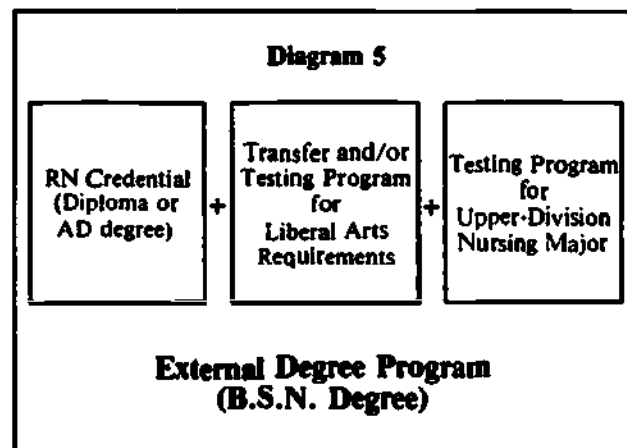 Diagram 5
RN Credential
(Diploma or
AD degree)
+
Transfer and/or
Testing Program
for
Liberal Arts
Requirements
+
Testing Program
for
Upper-Division
Nursing Major
External Degree Program
(B.S.N. Degree)